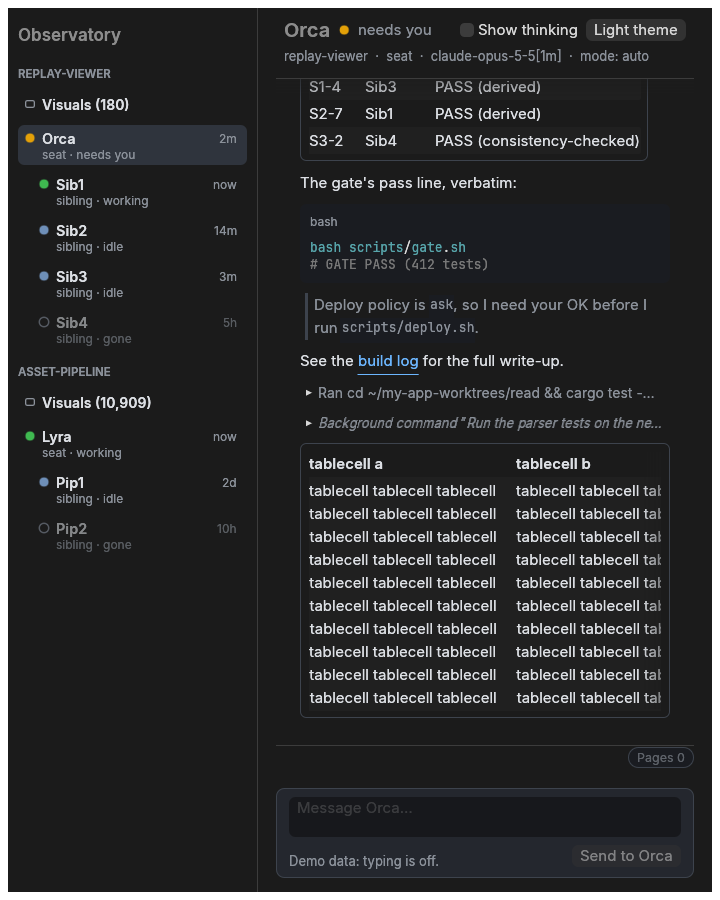 Observatory
REPLAY-VIEWER
Visuals (180)
Orca 2m
seat · needs you
Sib1 now
sibling · working
Sib2 14m
sibling · idle
Sib3 3m
sibling · idle
Sib4 5h
sibling · gone
ASSET-PIPELINE
Visuals (10,909)
Lyra now
seat · working
Pip1 2d
sibling · idle
Pip2 10h
sibling · gone
Orca needs you Show thinking Light theme
replay-viewer · seat · claude-opus-5-5[1m] · mode: auto
S1-4 Sib3 PASS (derived)
S2-7 Sib1 PASS (derived)
S3-2 Sib4 PASS (consistency-checked)
The gate's pass line, verbatim:
bash
bash scripts/gate.sh
# GATE PASS (412 tests)
Deploy policy is ask, so I need your OK before I
run scripts/deploy.sh.
See the build log for the full write-up.
▸ Ran cd ~/my-app-worktrees/read && cargo test -...
▸ Background command "Run the parser tests on the ne...
tablecell a tablecell b
tablecell tablecell tablecell tablecell tablecell tab
tablecell tablecell tablecell tablecell tablecell tab
tablecell tablecell tablecell tablecell tablecell tab
tablecell tablecell tablecell tablecell tablecell tab
tablecell tablecell tablecell tablecell tablecell tab
tablecell tablecell tablecell tablecell tablecell tab
tablecell tablecell tablecell tablecell tablecell tab
tablecell tablecell tablecell tablecell tablecell tab
tablecell tablecell tablecell tablecell tablecell tab
tablecell tablecell tablecell tablecell tablecell tab
Pages 0
Message Orca...
Demo data: typing is off. Send to Orca